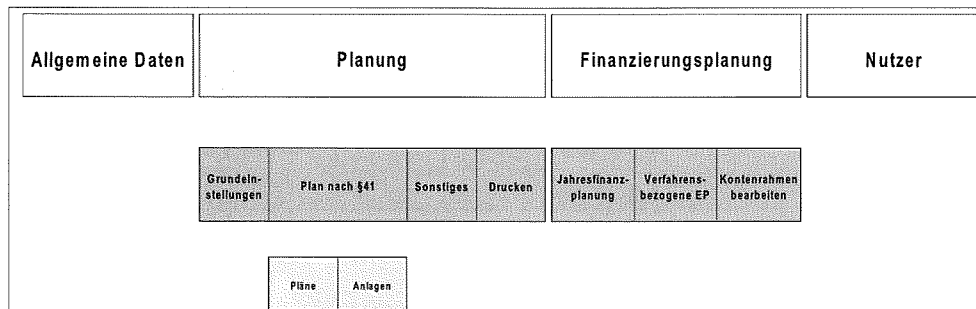 Allgemeine Daten
Planung
Finanzierungsplanung
Nutzer
Grundein-
stellungen
Plan nach §41
Sonstiges
Drucken
Jahresfinanz-
planung
Verfahrens-
bezogene EP
Kontenrahmen
bearbeiten
Pläne
Anlagen